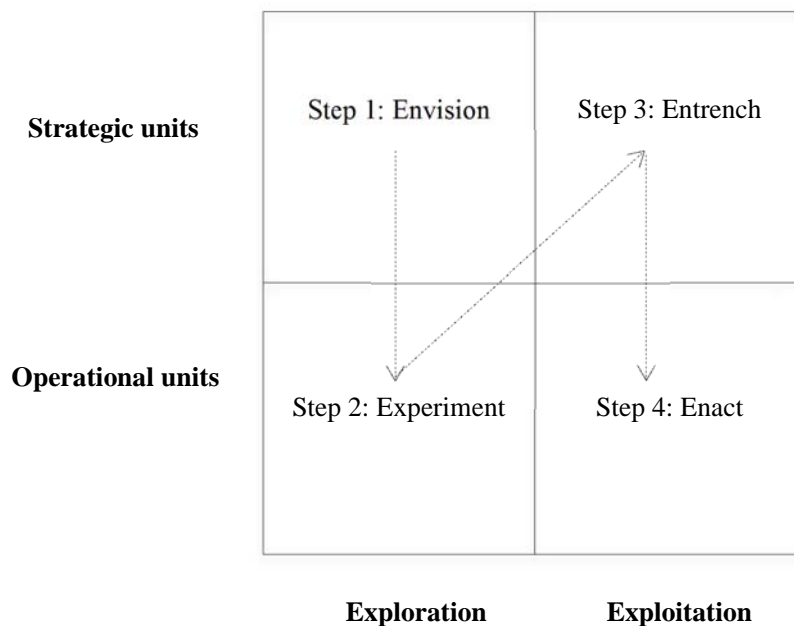 Step 1: Envision
Step 3: Entrench
Strategic units
Operational units
Step 2: Experiment
Step 4: Enact
Exploration
Exploitation